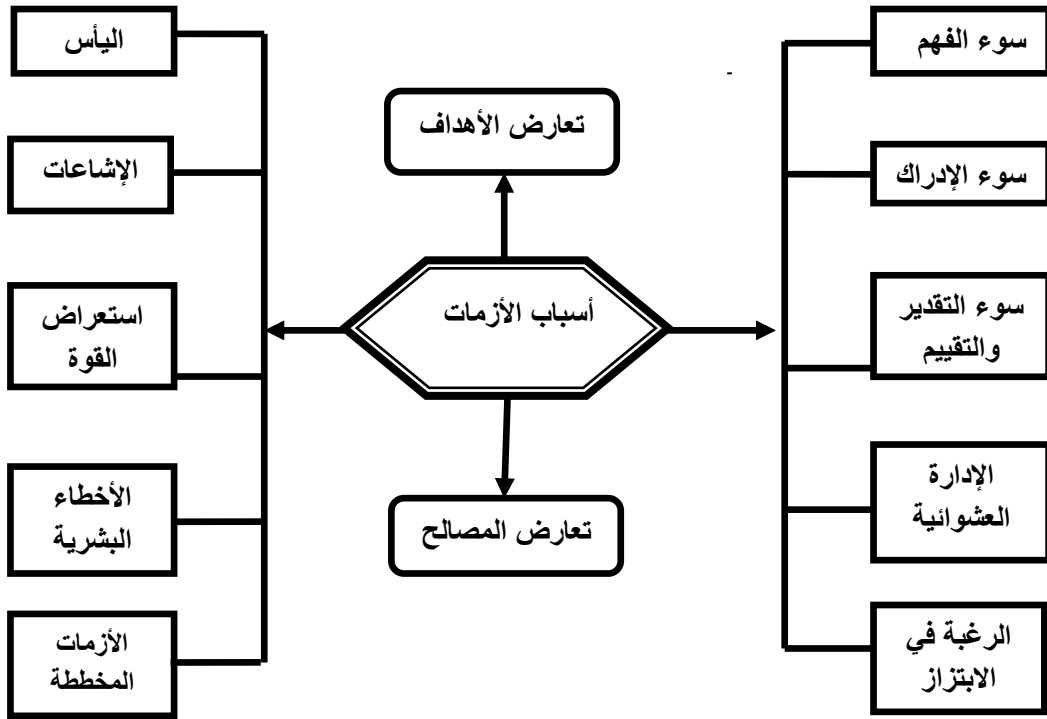 سوء الفهم
سوء الإدراك
سوء التقدير
والتقييم
الإدارة
العشوائية
الرغبة في
الابتزاز
تعارض الأهداف
أسباب الأزمات
تعارض المصالح
اليأس
الإشاعات
استعراض
القوة
الأخطاء
البشرية
الأزمات
المخططة